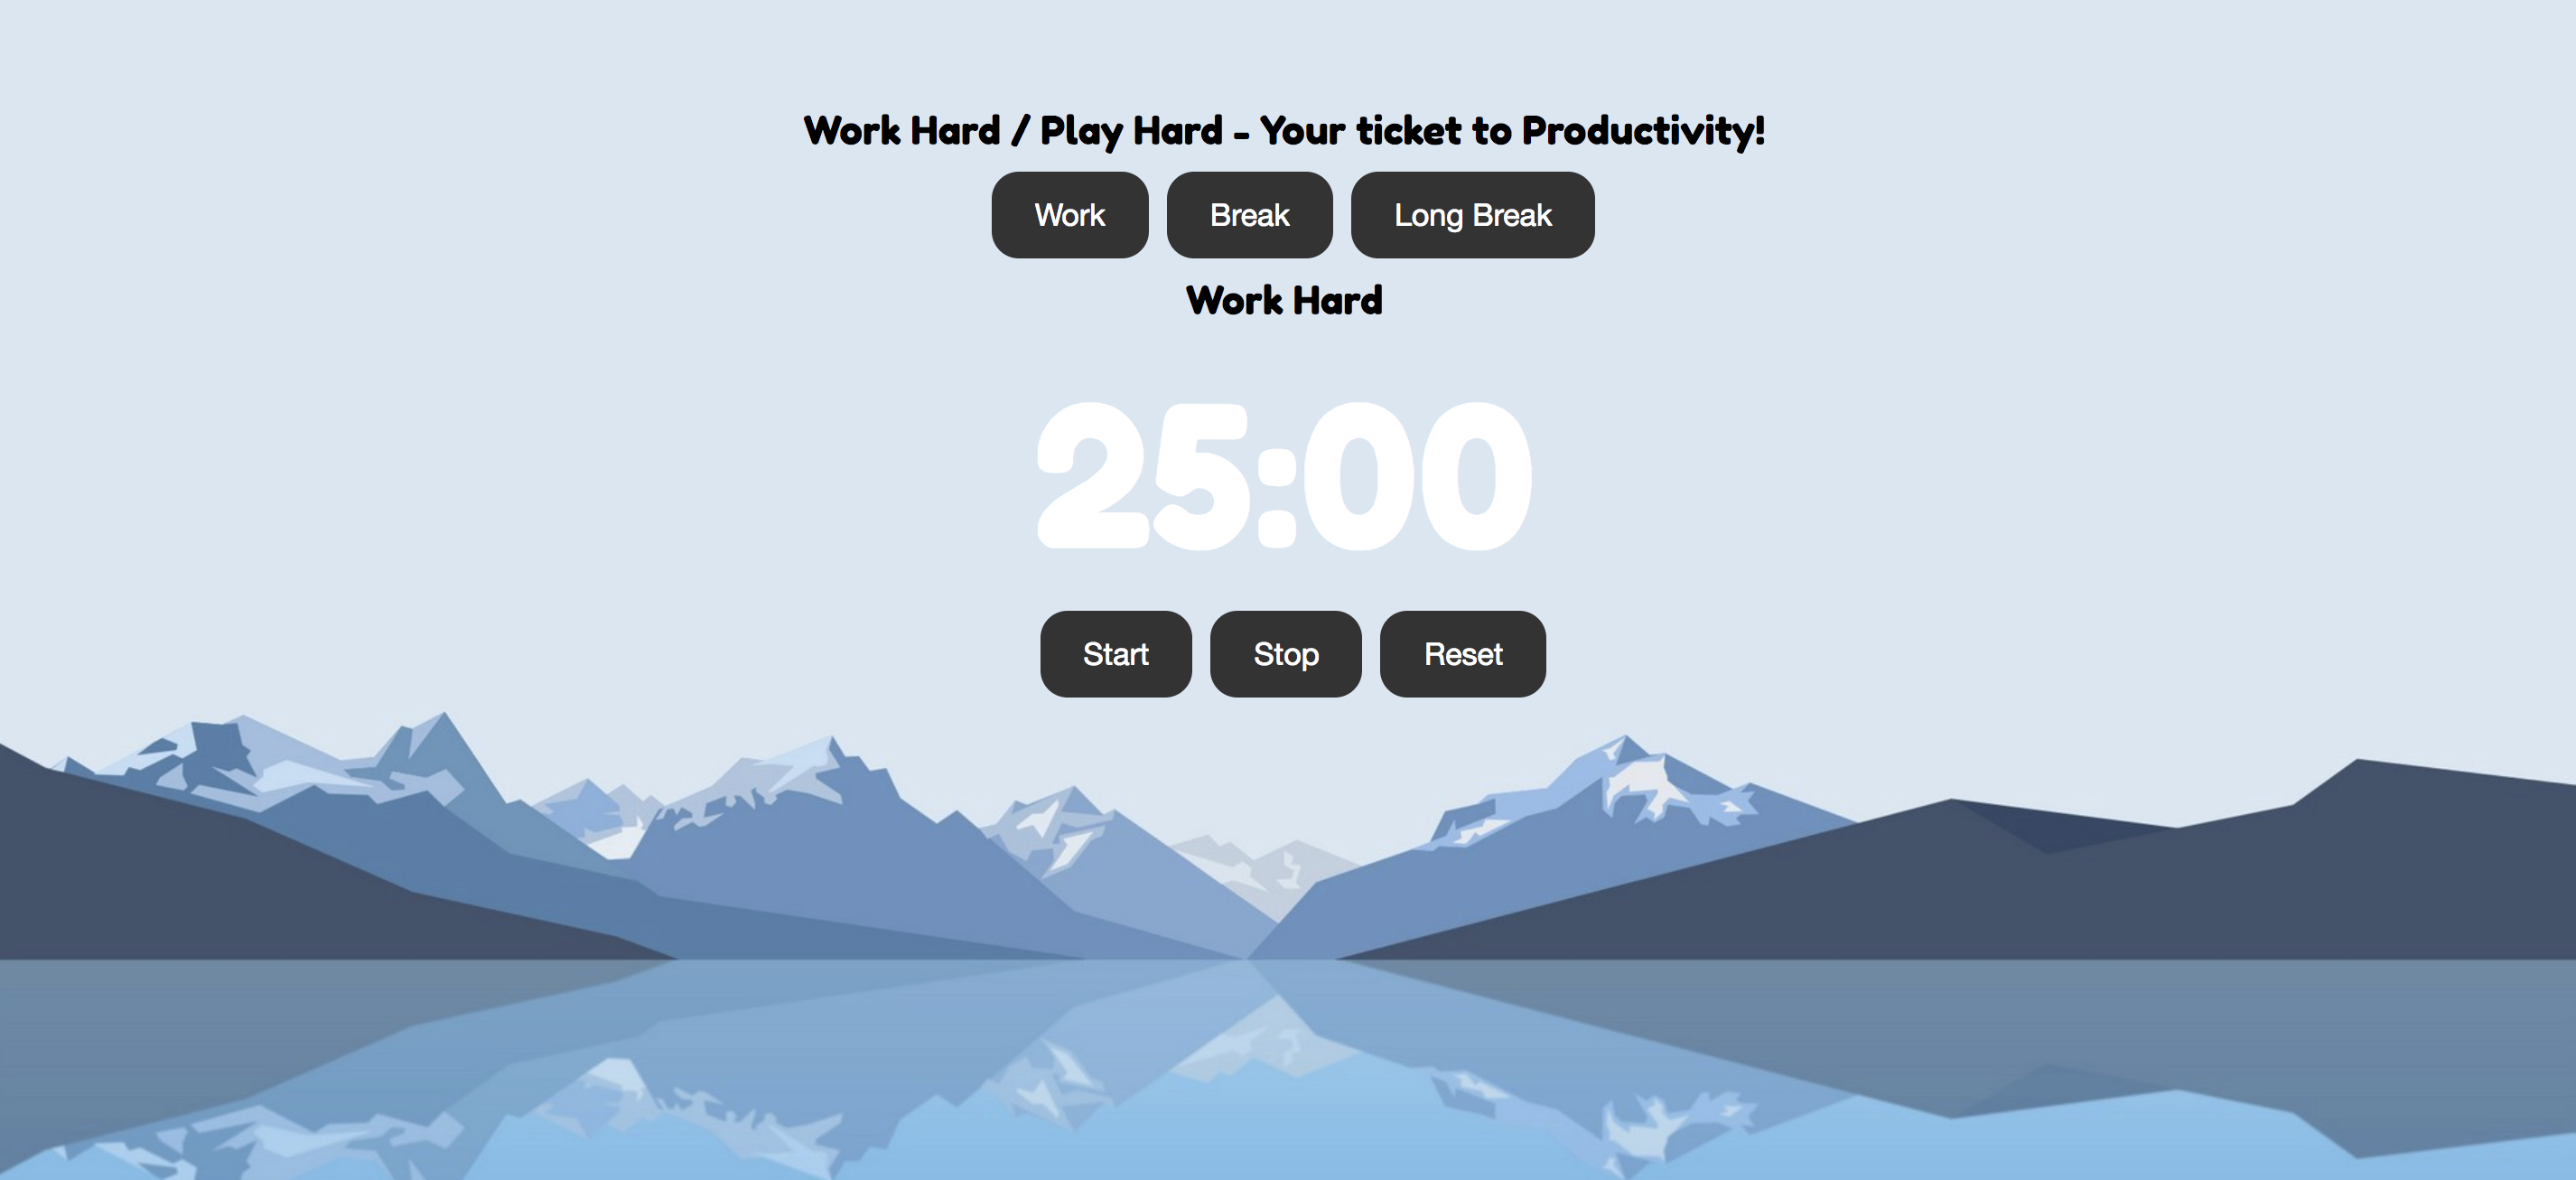 Work Hard / Play Hard - Your ticket to Productivity!
Work Break Long Break
Work Hard
25:00
Start Stop Reset